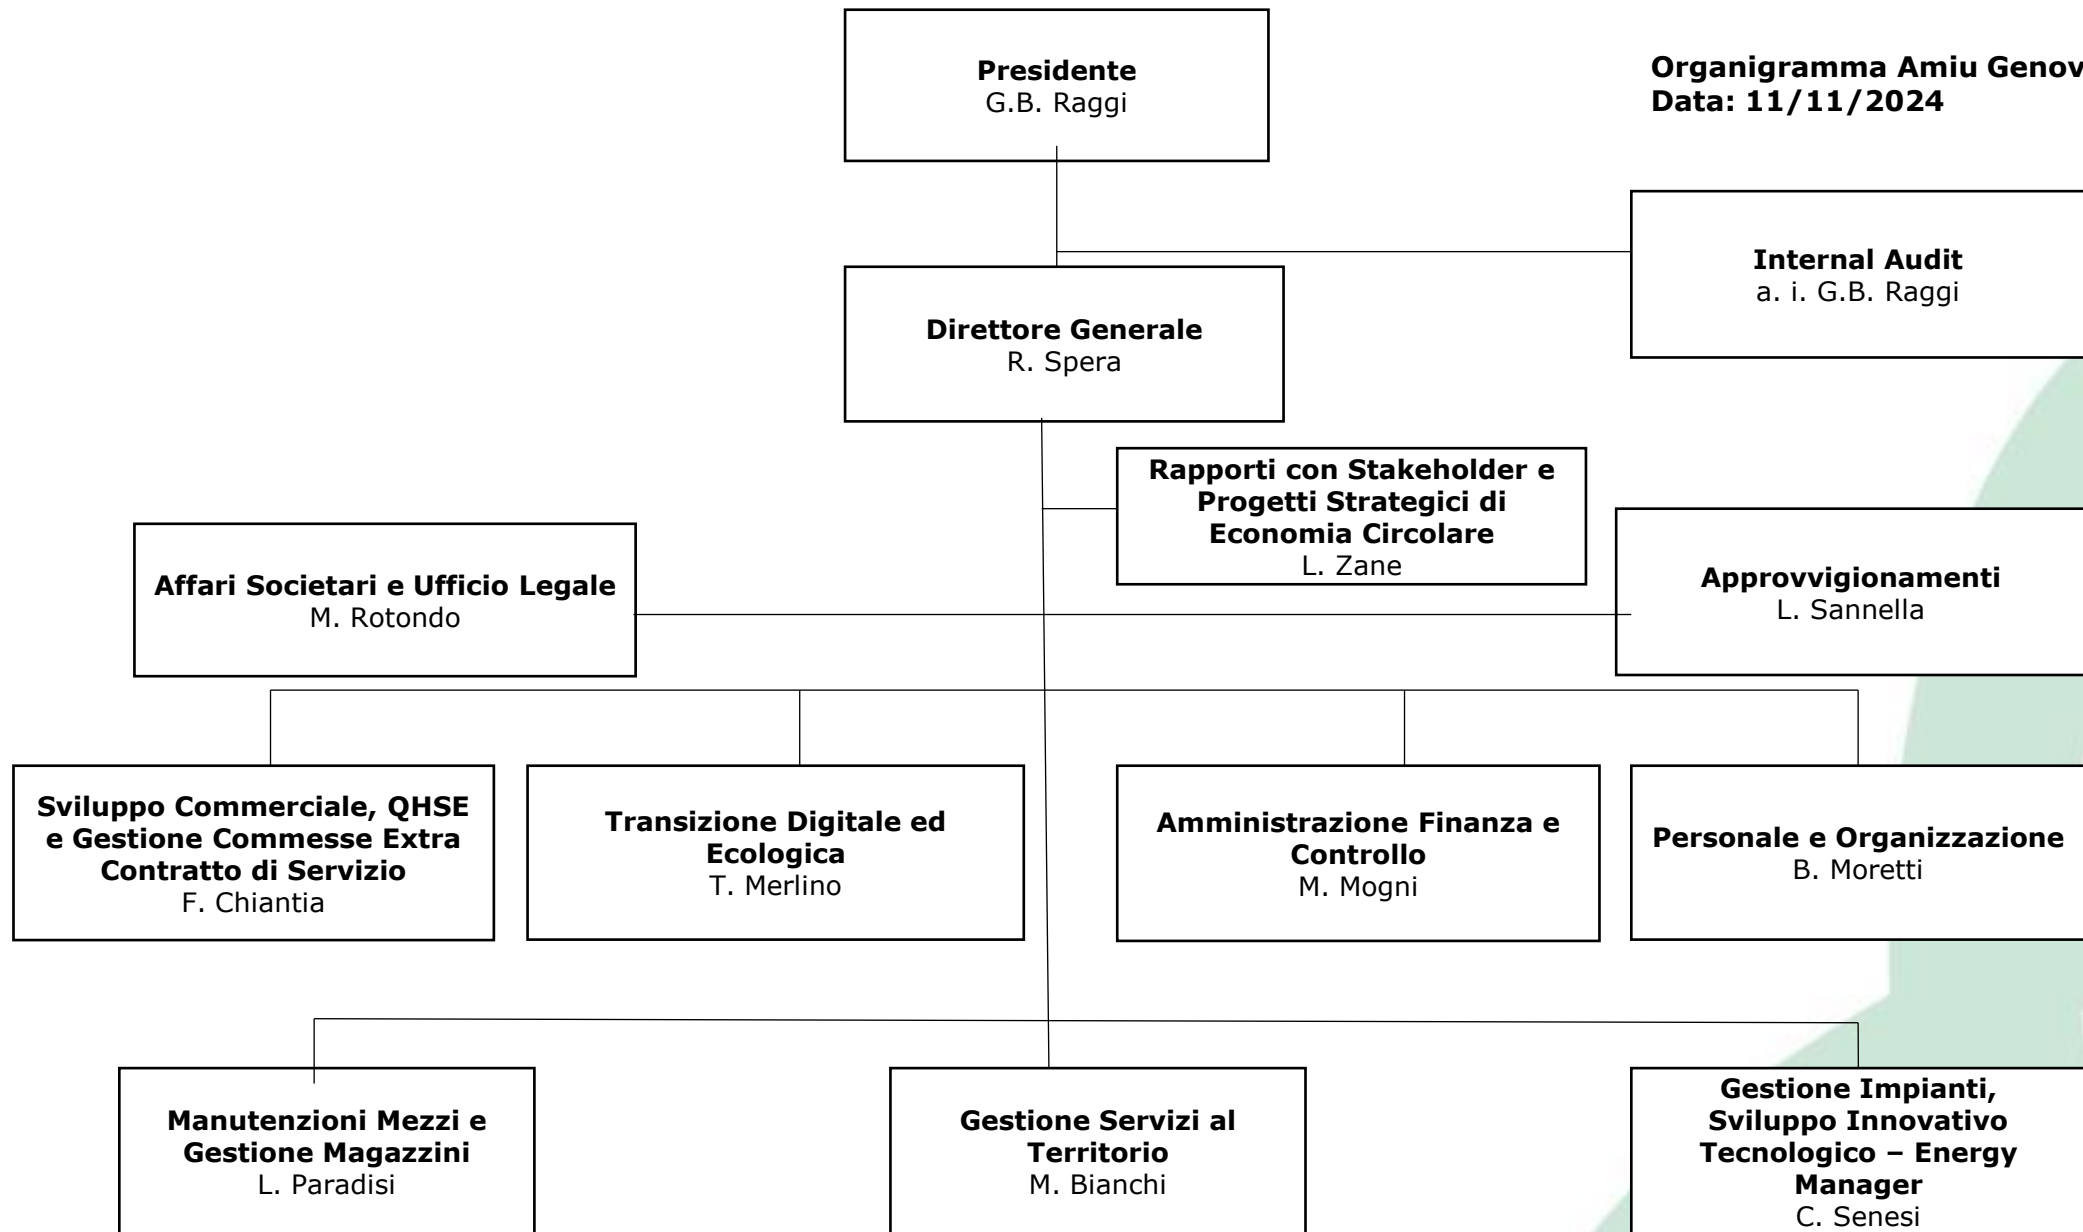 Presidente
G.B. Raggi
Organigramma Amiu Genov
Data: 11/11/2024
Internal Audit
a. i. G.B. Raggi
Direttore Generale
R. Spera
Rapporti con Stakeholder e
Progetti Strategici di
Economia Circolare
L. Zane
Affari Societari e Ufficio Legale
M. Rotondo
Approvvigionamenti
L. Sannella
Sviluppo Commerciale, QHSE
e Gestione Commesse Extra
Contratto di Servizio
F. Chiantia
Transizione Digitale ed
Ecologica
T. Merlino
Amministrazione Finanza e
Controllo
M. Mogni
Personale e Organizzazione
B. Moretti
Manutenzioni Mezzi e
Gestione Magazzini
L. Paradisi
Gestione Servizi al
Territorio
M. Bianchi
Gestione Impianti,
Sviluppo Innovativo
Tecnologico – Energy
Manager
C. Senesi